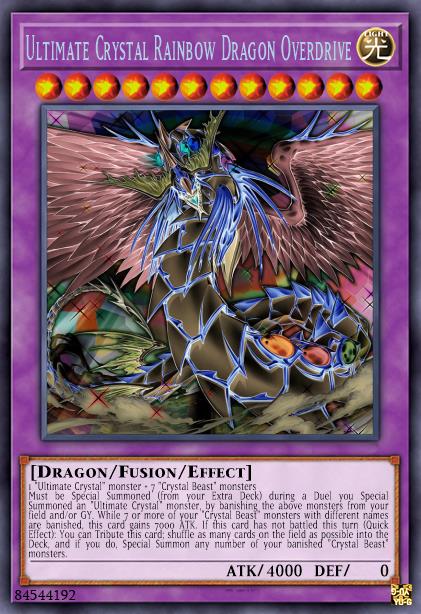 ULTIMATE CRYSTAL RAINBOW DRAGON OVERDRIVE
LIGHT
光
[DRAGON/FUSION/EFFECT]
1 "Ultimate Crystal" monster + 7 "Crystal Beast" monsters
Must be Special Summoned (from your Extra Deck) during a Duel you Special
Summoned an "Ultimate Crystal" monster, by banishing the above monsters from your
field and/or GY. While 7 or more of your "Crystal Beast" monsters with different names
are banished, this card gains 7000 ATK. If this card has not battled this turn (Quick
Effect): You can Tribute this card; shuffle as many cards on the field as possible into the
Deck, and if you do, Special Summon any number of your banished "Crystal Beast"
monsters.
ATK/4000 DEF/ 0
84544192